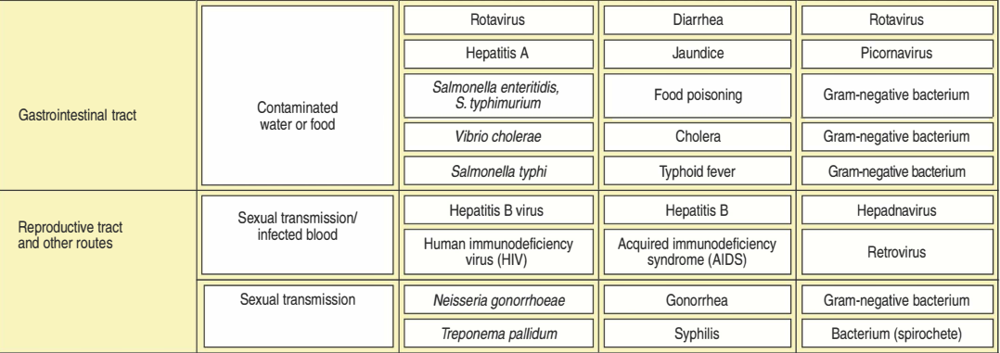 Gastrointestinal tract
Contaminated
water or food
Rotavirus
Diarrhea
Rotavirus
Hepatitis A
Jaundice
Picornavirus
Salmonella enteritidis,
S. typhimurium
Food poisoning
Gram-negative bacterium
Vibrio cholerae
Cholera
Gram-negative bacterium
Salmonella typhi
Typhoid fever
Gram-negative bacterium
Reproductive tract
and other routes
Sexual transmission/
infected blood
Hepatitis B virus
Hepatitis B
Hepadnavirus
Human immunodeficiency
virus (HIV)
Acquired immunodeficiency
syndrome (AIDS)
Retrovirus
Sexual transmission
Neisseria gonorrhoeae
Gonorrhea
Gram-negative bacterium
Treponema pallidum
Syphilis
Bacterium (spirochete)